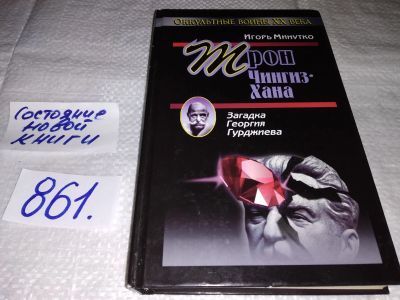 Оккультные войны XX века
Игорь Минутко
Трон
Чингиз-
Хана
Загадка
Георгия
Гурджиева
Состояние
новой
книги
861.